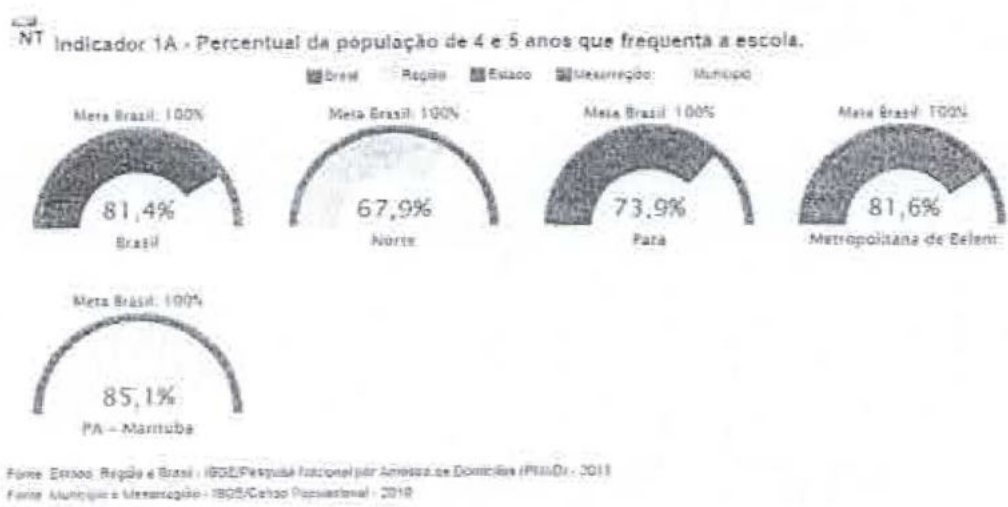 NT Indicador 1A - Percentual da população de 4 e 5 anos que frequenta a escola.
Brasil Região Estado Mesorregião Município
Meta Brasil: 100% Meta Brasil: 100% Meta Brasil: 100% Meta Brasil: 100%
81,4% 67,9% 73,9% 81,6%
Brasil Norte Pará Metropolitana de Belém
Meta Brasil: 100%
85,1%
PA - Marituba
Fonte: Estado, Região e Brasil - IBGE/Pesquisa Nacional por Amostra de Domicílios (PNAD) -
Fonte: Município e Mesorregião - IBGE/Censo Populacional - 2010